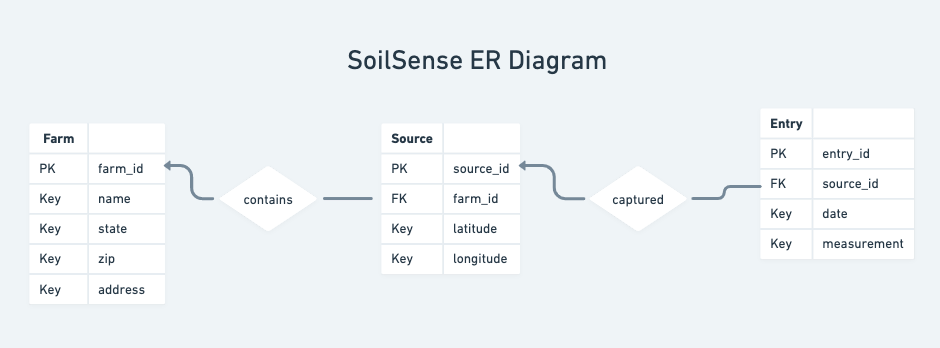 SoilSense ER Diagram
Farm
PK farm_id
Key name
Key state
Key zip
Key address
contains
Source
PK source_id
FK farm_id
Key latitude
Key longitude
captured
Entry
PK entry_id
FK source_id
Key date
Key measurement